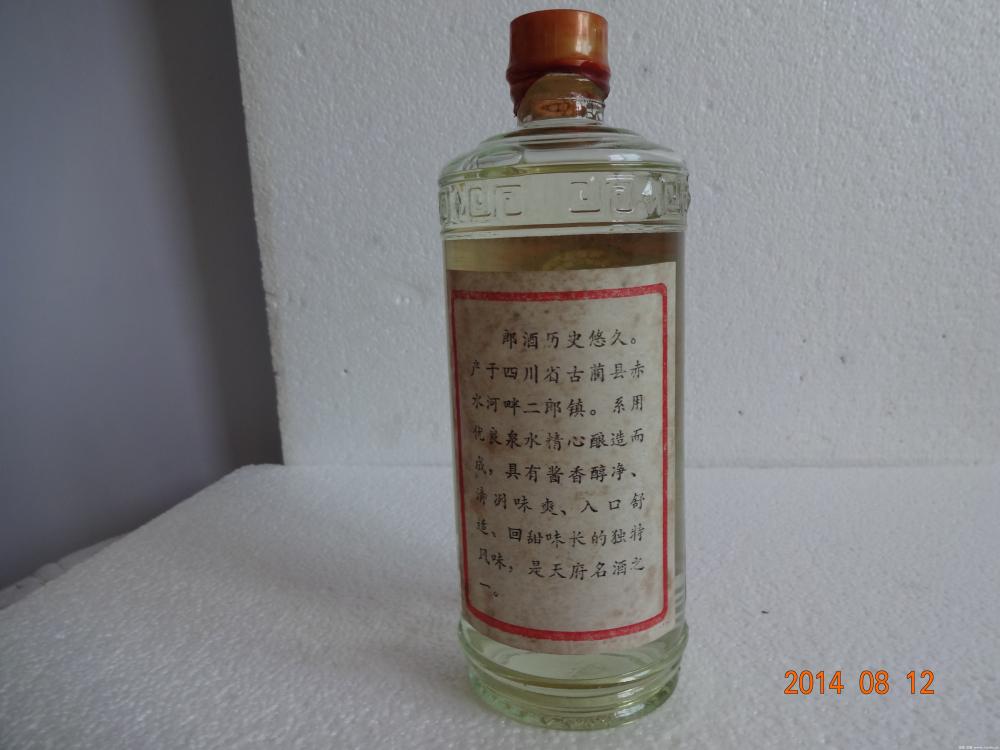 郎酒历史悠久。
产于四川省古蔺县赤
水河畔二郎镇。系用
优良泉水精心酿造而
成，具有酱香醇净、
清冽味爽、入口舒
适、回甜味长的独特
风味，是天府名酒之
一。
2014 08 12